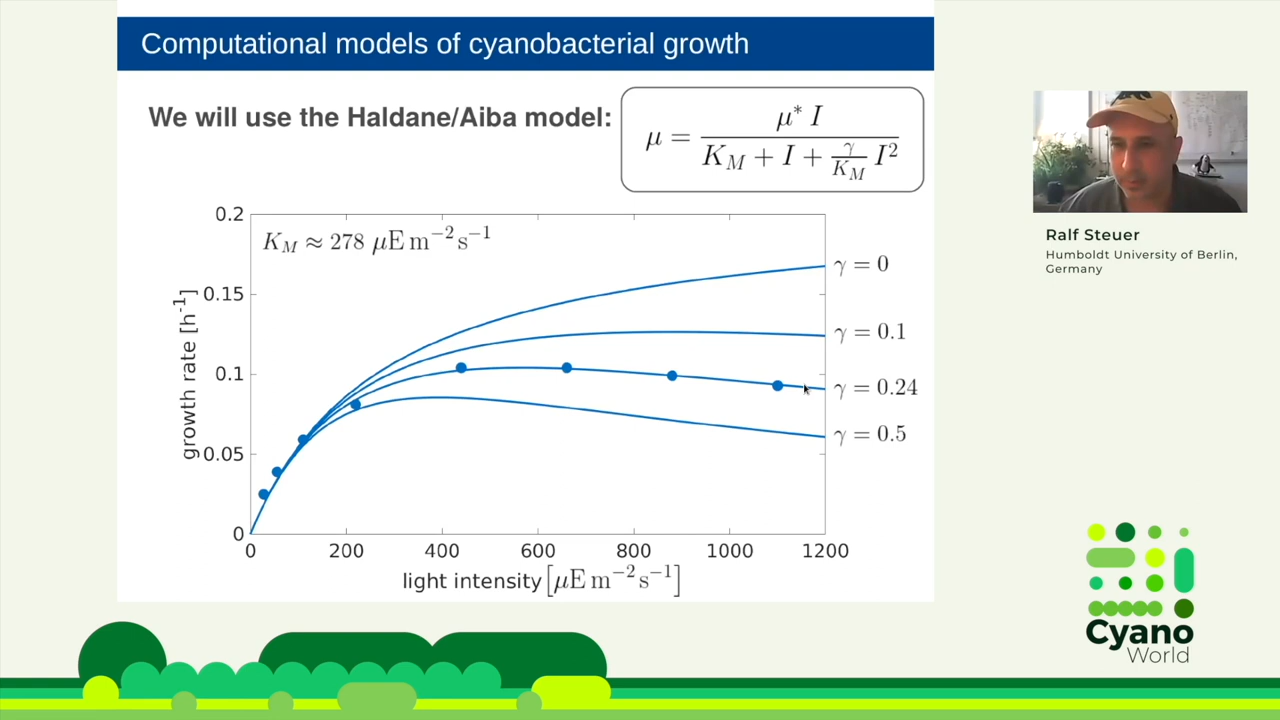 Computational models of cyanobacterial growth
We will use the Haldane/Aiba model:
μ = μ* I / (K_M + I + γ/K_M I²)
K_M ≈ 278 μE m⁻² s⁻¹
0.2
0.15
0.1
0.05
0
growth rate [h⁻¹]
γ = 0
γ = 0.1
γ = 0.24
γ = 0.5
0 200 400 600 800 1000 1200
light intensity [μE m⁻² s⁻¹]
Ralf Steuer
Humboldt University of Berlin,
Germany
Cyano
World